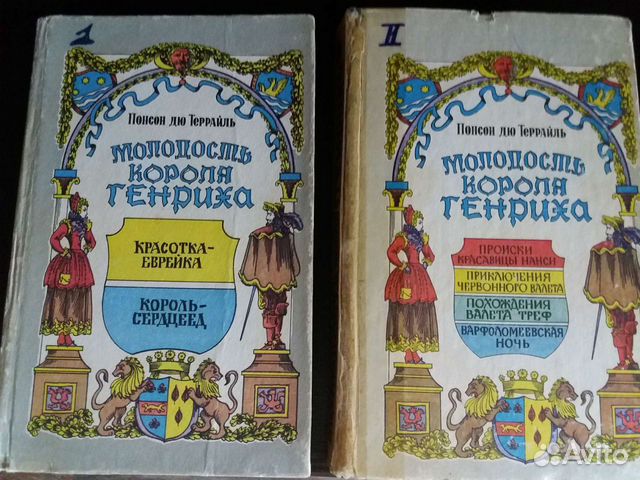 1
Понсон дю Террайль
МОЛОДОСТЬ
КОРОЛЯ
ГЕНРИХА
КРАСОТКА-
ЕВРЕЙКА
КОРОЛЬ-
СЕРДЦЕЕД
II
Понсон дю Террайль
МОЛОДОСТЬ
КОРОЛЯ
ГЕНРИХА
ПРОИСКИ
КРАСАВИЦЫ НАНСИ
ПРИКЛЮЧЕНИЯ
ЧЕРВОННОГО ВАЛЕТА
ПОХОЖДЕНИЯ
ВАЛЕТА ТРЕФ
ВАРФОЛОМЕЕВСКАЯ
НОЧЬ
Avito